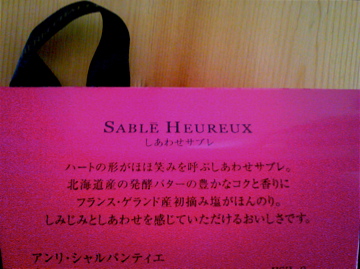 SABLÉ HEUREUX
しあわせサブレ
ハートの形がほほ笑みを呼ぶしあわせサブレ。
北海道産の発酵バターの豊かなコクと香りに
フランス・ゲランド産初摘み塩がほんのり。
しみじみとしあわせを感じていただけるおいしさです。
アンリ・シャルパンティエ